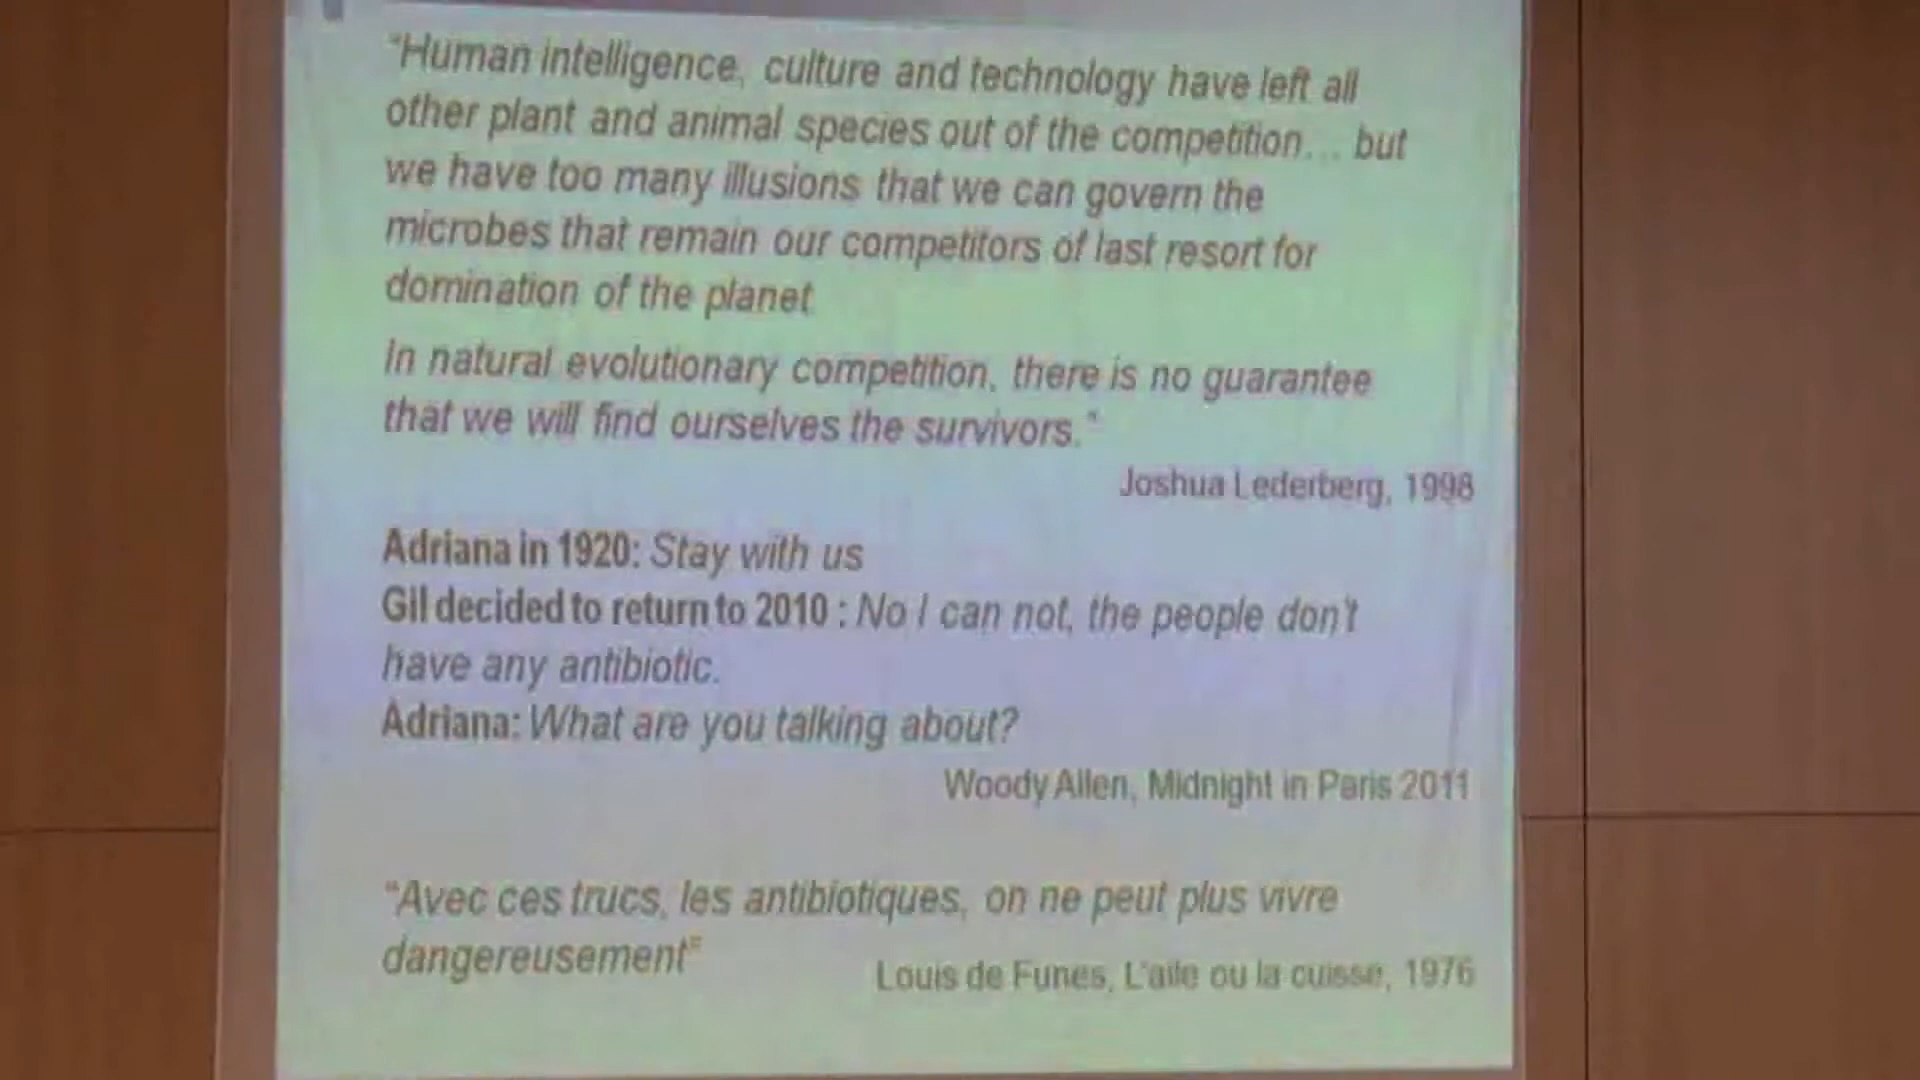 "Human intelligence, culture and technology have left all
other plant and animal species out of the competition... but
we have too many illusions that we can govern the
microbes that remain our competitors of last resort for
domination of the planet
In natural evolutionary competition, there is no guarantee
that we will find ourselves the survivors."
Joshua Lederberg, 1998
Adriana in 1920: Stay with us
Gil decided to return to 2010 : No I can not, the people don't
have any antibiotic.
Adriana: What are you talking about?
Woody Allen, Midnight in Paris 2011
"Avec ces trucs, les antibiotiques, on ne peut plus vivre
dangereusement"
Louis de Funes, L'aile ou la cuisse, 1976